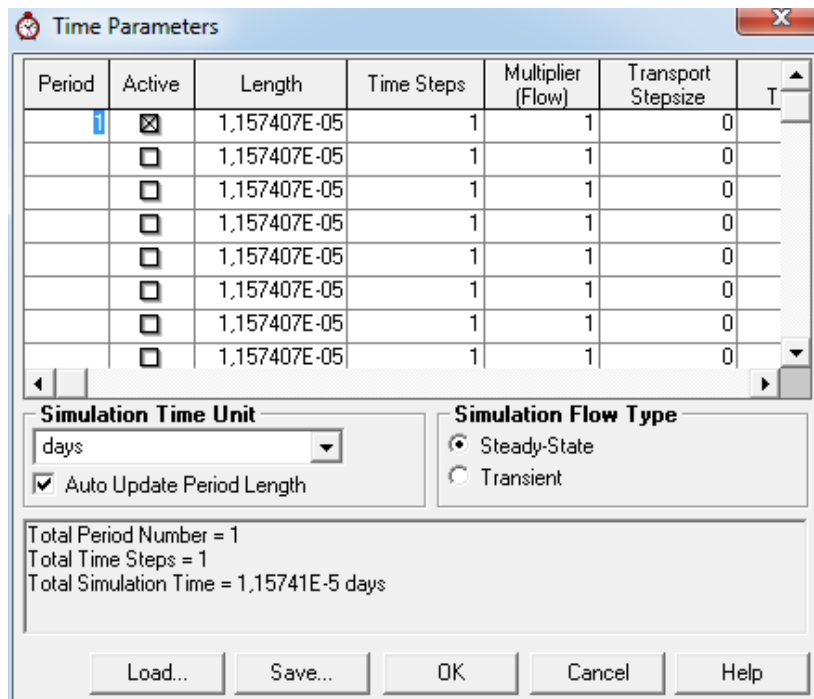 Time Parameters
Period Active Length Time Steps Multiplier (Flow) Transport Stepsize T
1 1,157407E-05 1 1 0
1,157407E-05 1 1 0
1,157407E-05 1 1 0
1,157407E-05 1 1 0
1,157407E-05 1 1 0
1,157407E-05 1 1 0
1,157407E-05 1 1 0
1,157407E-05 1 1 0
Simulation Time Unit
days
Auto Update Period Length
Simulation Flow Type
Steady-State
Transient
Total Period Number = 1
Total Time Steps = 1
Total Simulation Time = 1,15741E-5 days
Load... Save... OK Cancel Help